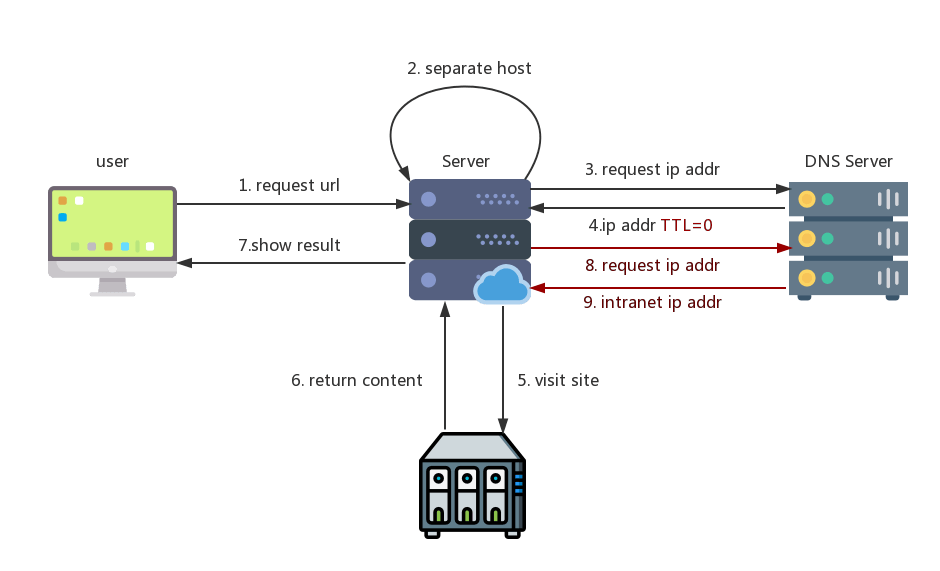 2. separate host
user
Server
DNS Server
1. request url
3. request ip addr
4.ip addr TTL=0
7.show result
8. request ip addr
9. intranet ip addr
6. return content
5. visit site